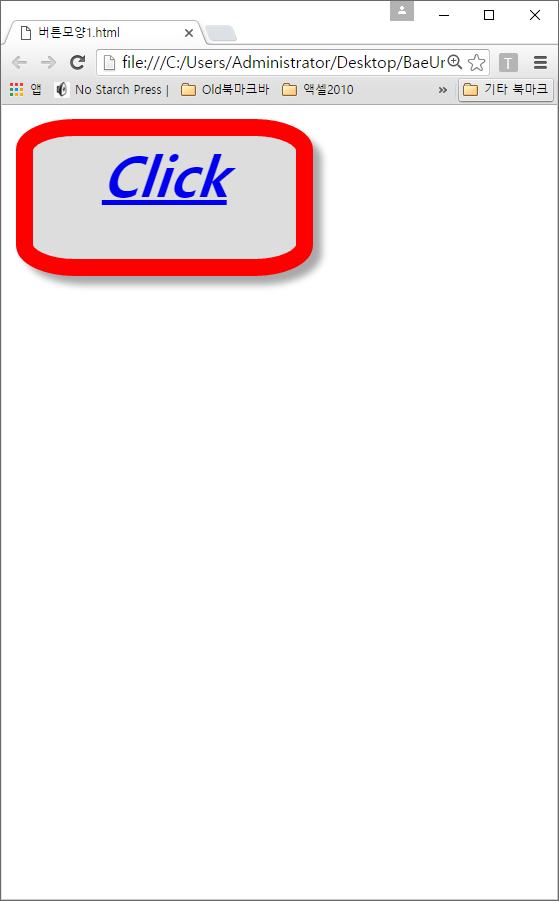 버튼모양1.html
file:///C:/Users/Administrator/Desktop/BaeUr
T
앱 No Starch Press | Old북마크바 액셀2010 » 기타 북마크
Click